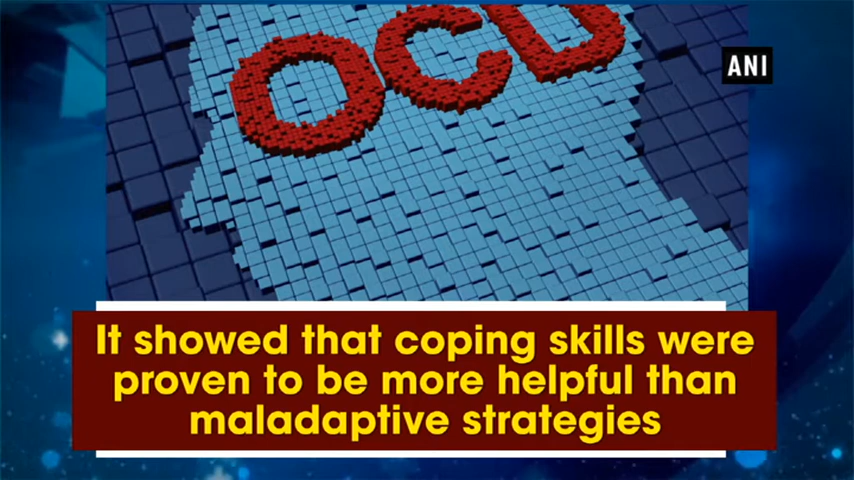 OCD
ANI
It showed that coping skills were
proven to be more helpful than
maladaptive strategies